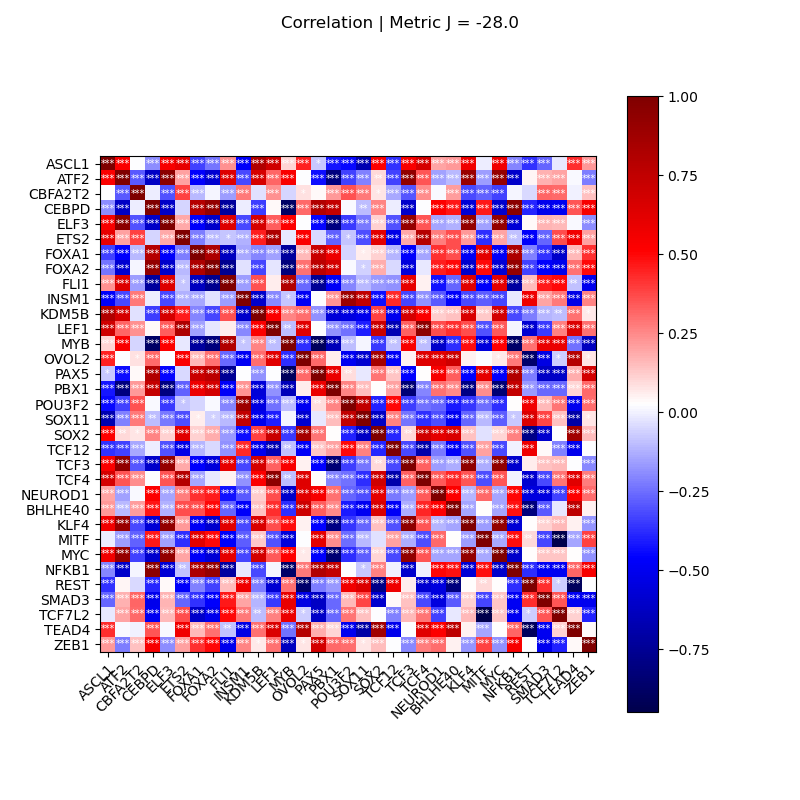 Correlation | Metric J = -28.0
ASCL1
ATF2
CBFA2T2
CEBPD
ELF3
ETS2
FOXA1
FOXA2
FLI1
INSM1
KDM5B
LEF1
MYB
OVOL2
PAX5
PBX1
POU3F2
SOX11
SOX2
TCF12
TCF3
TCF4
NEUROD1
BHLHE40
KLF4
MITF
MYC
NFKB1
REST
SMAD3
TCF7L2
TEAD4
ZEB1
ASCL1
ATF2
CBFA2T2
CEBPD
ELF3
ETS2
FOXA1
FOXA2
FLI1
INSM1
KDM5B
LEF1
MYB
OVOL2
PAX5
PBX1
POU3F2
SOX11
SOX2
TCF12
TCF3
TCF4
NEUROD1
BHLHE40
KLF4
MITF
MYC
NFKB1
REST
SMAD3
TCF7L2
TEAD4
ZEB1
1.00
0.75
0.50
0.25
0.00
−0.25
−0.50
−0.75